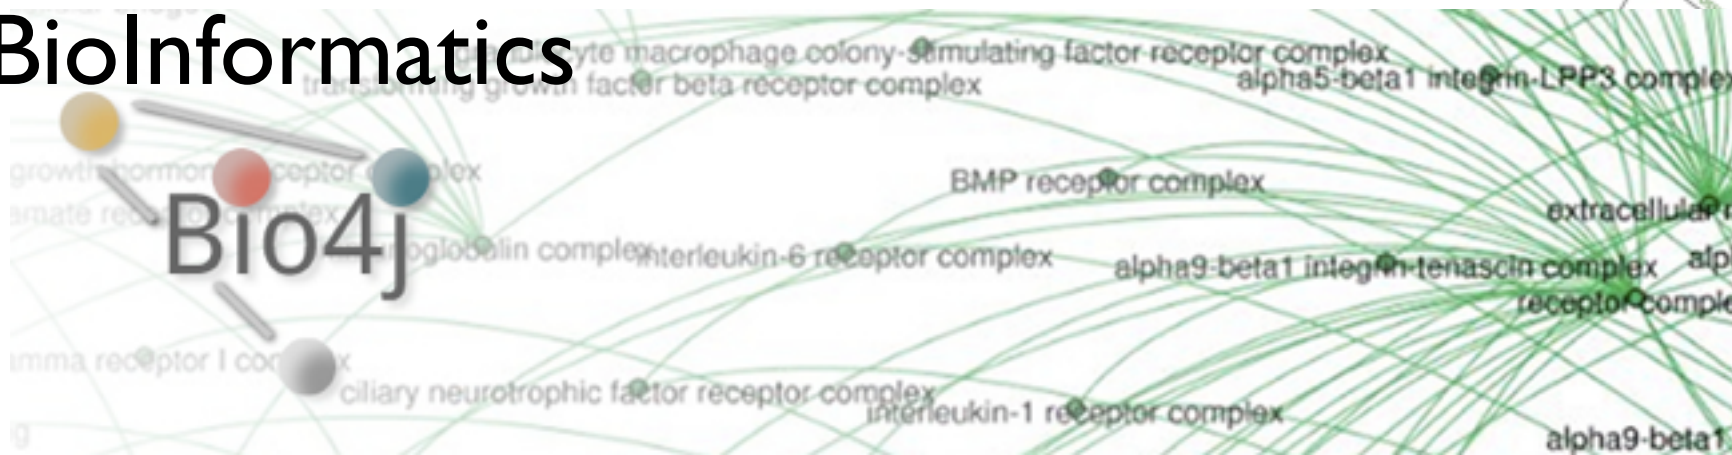 BioInformatics
macrophage colony-stimulating factor receptor complex
transforming growth factor beta receptor complex
alpha5-beta1 integrin-LPP3 complex
growth hormone receptor complex
BMP receptor complex
Bio4j
extracellular
interleukin-6 receptor complex
alpha9-beta1 integrin-tenascin complex
receptor
receptor I
ciliary neurotrophic factor receptor complex
interleukin-1 receptor complex
alpha9-beta1